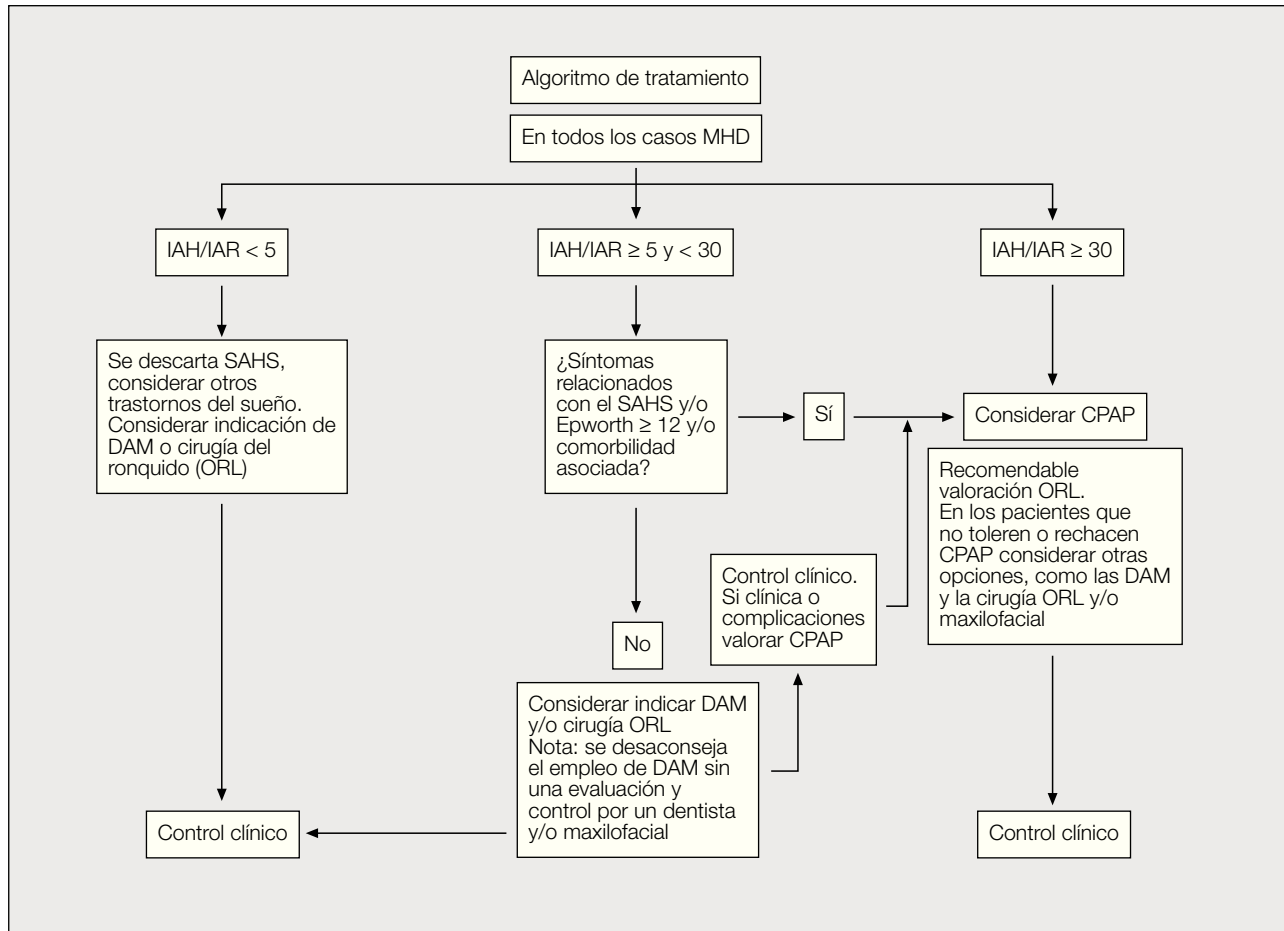 Algoritmo de tratamiento
En todos los casos MHD
IAH/IAR < 5
IAH/IAR ≥ 5 y < 30
IAH/IAR ≥ 30
Se descarta SAHS,
considerar otros
trastornos del sueño.
Considerar indicación de
DAM o cirugía del
ronquido (ORL)
¿Síntomas
relacionados
con el SAHS y/o
Epworth ≥ 12 y/o
comorbilidad
asociada?
Sí
Considerar CPAP
Recomendable
valoración ORL.
En los pacientes que
no toleren o rechacen
CPAP considerar otras
opciones, como las DAM
y la cirugía ORL y/o
maxilofacial
Control clínico.
Si clínica o
complicaciones
valorar CPAP
No
Considerar indicar DAM
y/o cirugía ORL
Nota: se desaconseja
el empleo de DAM sin
una evaluación y
control por un dentista
y/o maxilofacial
Control clínico
Control clínico